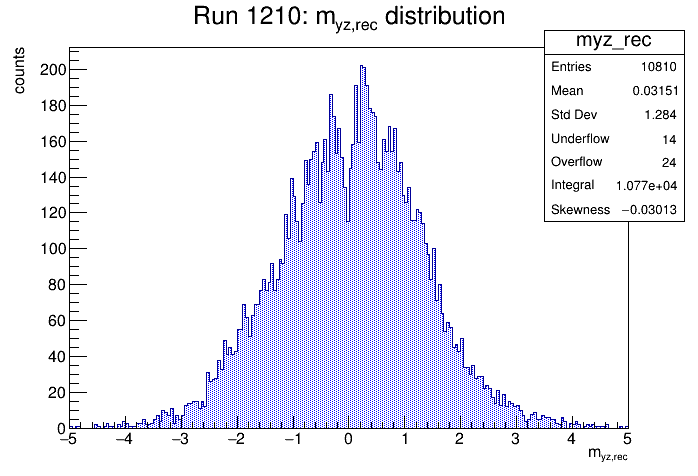 Run 1210: myz,rec distribution
myz_rec
Entries 10810
Mean 0.03151
Std Dev 1.284
Underflow 14
Overflow 24
Integral 1.077e+04
Skewness −0.03013
counts
200
180
160
140
120
100
80
60
40
20
0
−5 −4 −3 −2 −1 0 1 2 3 4 5
myz,rec